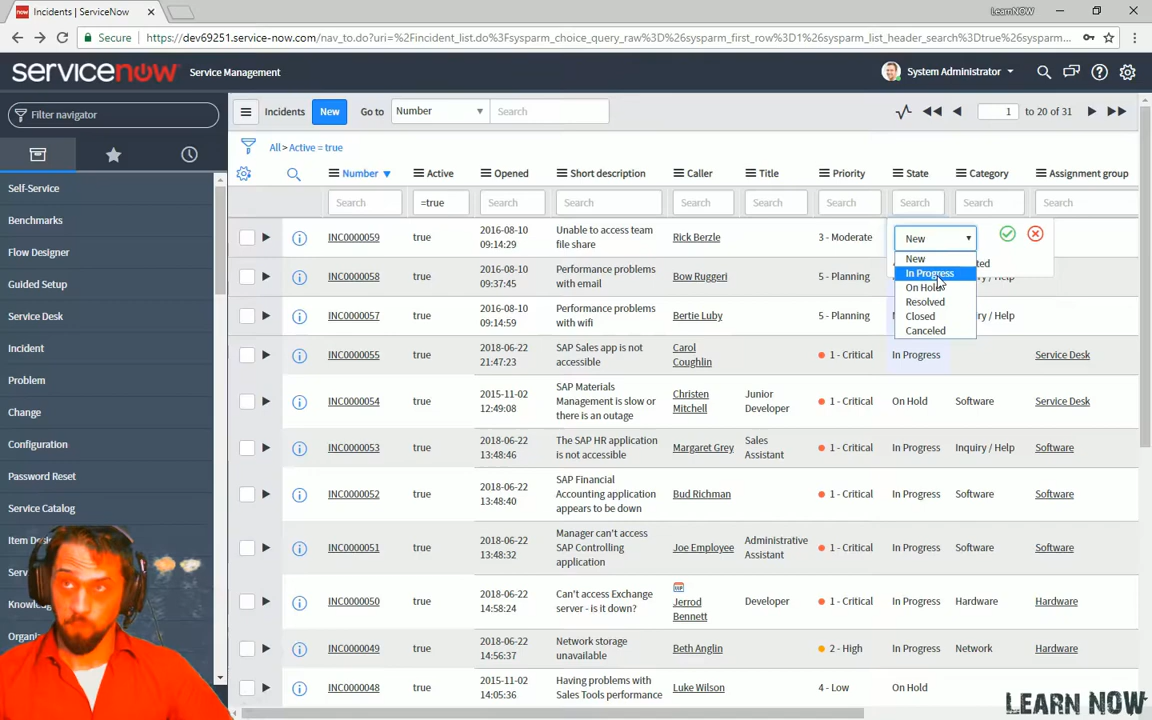 Incidents | ServiceNow
LearnNOW
Secure
https://dev69251.service-now.com/nav_to.do?uri=%2Fincident_list.do%3Fsysparm_choice_query_raw%3D%26sysparm_first_row%3D1%26sysparm_list_header_search%3Dtrue%26sysparm...
servicenow Service Management
System Administrator
Filter navigator
Self-Service
Benchmarks
Flow Designer
Guided Setup
Service Desk
Incident
Problem
Change
Configuration
Password Reset
Service Catalog
Item Des
Serv
Knowle
Organi
Incidents New Go to Number Search
1 to 20 of 31
All > Active = true
Number Active Opened Short description Caller Title Priority State Category Assignment group
Search =true Search Search Search Search Search Search Search Search
INC0000059 true 2016-08-10 09:14:29 Unable to access team file share Rick Berzle 3 - Moderate New
New
In Progress
On Hold
Resolved
Closed
Canceled
INC0000058 true 2016-08-10 09:37:45 Performance problems with email Bow Ruggeri 5 - Planning
INC0000057 true 2016-08-10 09:14:59 Performance problems with wifi Bertie Luby 5 - Planning
INC0000055 true 2018-06-22 21:47:23 SAP Sales app is not accessible Carol Coughlin 1 - Critical In Progress Service Desk
INC0000054 true 2015-11-02 12:49:08 SAP Materials Management is slow or there is an outage Christen Mitchell Junior Developer 1 - Critical On Hold Software Service Desk
INC0000053 true 2018-06-22 13:48:46 The SAP HR application is not accessible Margaret Grey Sales Assistant 1 - Critical In Progress Inquiry / Help Software
INC0000052 true 2018-06-22 13:48:40 SAP Financial Accounting application appears to be down Bud Richman 1 - Critical In Progress Software Software
INC0000051 true 2018-06-22 13:48:32 Manager can't access SAP Controlling application Joe Employee Administrative Assistant 1 - Critical In Progress Software Software
INC0000050 true 2018-06-22 14:58:24 Can't access Exchange server - is it down? VIP Jerrod Bennett Developer 1 - Critical In Progress Hardware Hardware
INC0000049 true 2018-06-22 14:56:37 Network storage unavailable Beth Anglin 2 - High In Progress Network Hardware
INC0000048 true 2015-11-02 14:05:36 Having problems with Sales Tools performance Luke Wilson 4 - Low On Hold
LEARN NOW